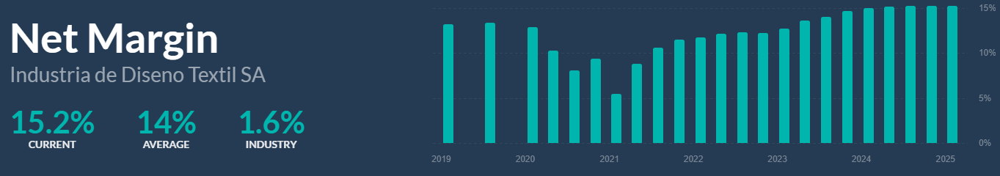 Net Margin
Industria de Diseno Textil SA
15.2% 14% 1.6%
CURRENT AVERAGE INDUSTRY
15%
10%
5%
0%
2019 2020 2021 2022 2023 2024 2025